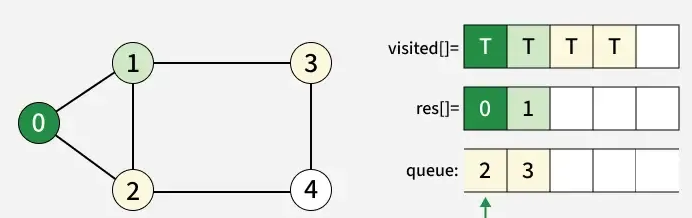 1 3
visited[]= T T T T
0
res[]= 0 1
2 4
queue: 2 3